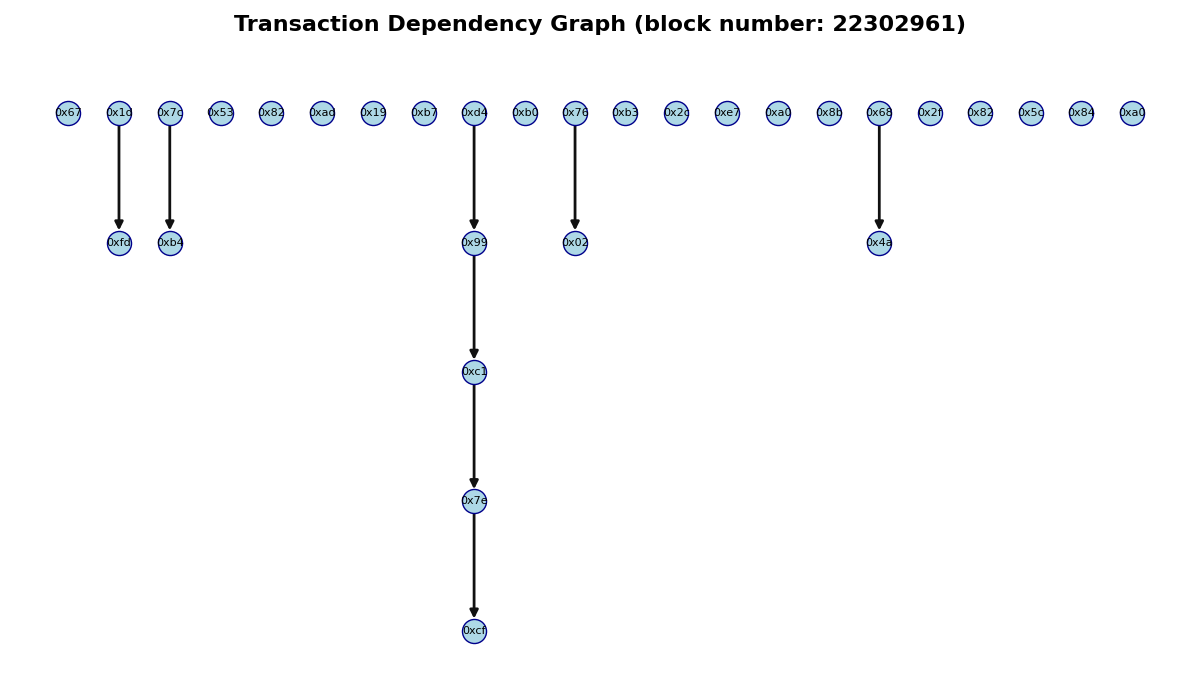 Transaction Dependency Graph (block number: 22302961)
0x67 0x1d 0x7c 0x53 0x82 0xad 0x19 0xb7 0xd4 0xb0 0x76 0xb3 0x2c 0xe7 0xa0 0x8b 0x68 0x2f 0x82 0x5c 0x84 0xa0
0xfd 0xb4 0x99 0x02 0x4a
0xc1
0x7e
0xcf